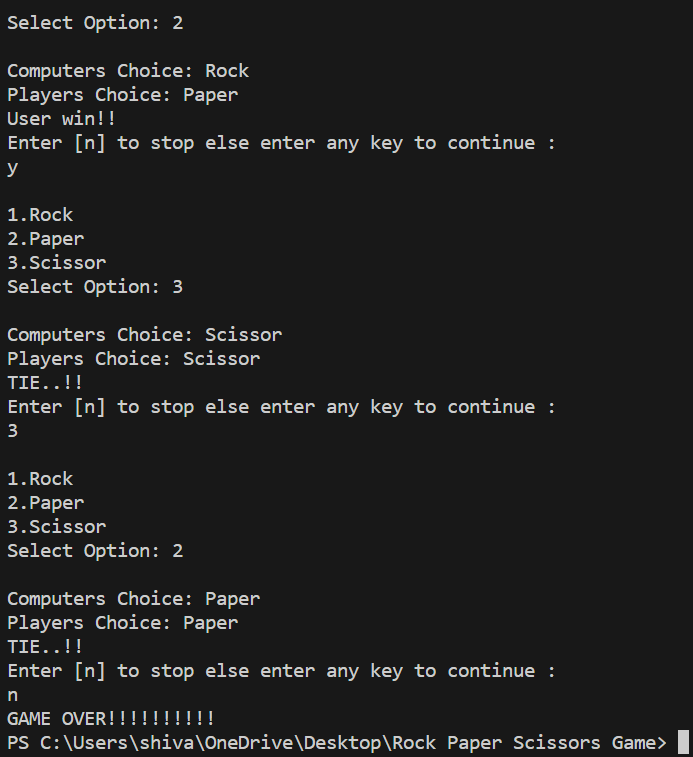 Select Option: 2
Computers Choice: Rock
Players Choice: Paper
User win!!
Enter [n] to stop else enter any key to continue :
y
1.Rock
2.Paper
3.Scissor
Select Option: 3
Computers Choice: Scissor
Players Choice: Scissor
TIE..!!
Enter [n] to stop else enter any key to continue :
3
1.Rock
2.Paper
3.Scissor
Select Option: 2
Computers Choice: Paper
Players Choice: Paper
TIE..!!
Enter [n] to stop else enter any key to continue :
n
GAME OVER!!!!!!!!!!
PS C:\Users\shiva\OneDrive\Desktop\Rock Paper Scissors Game>